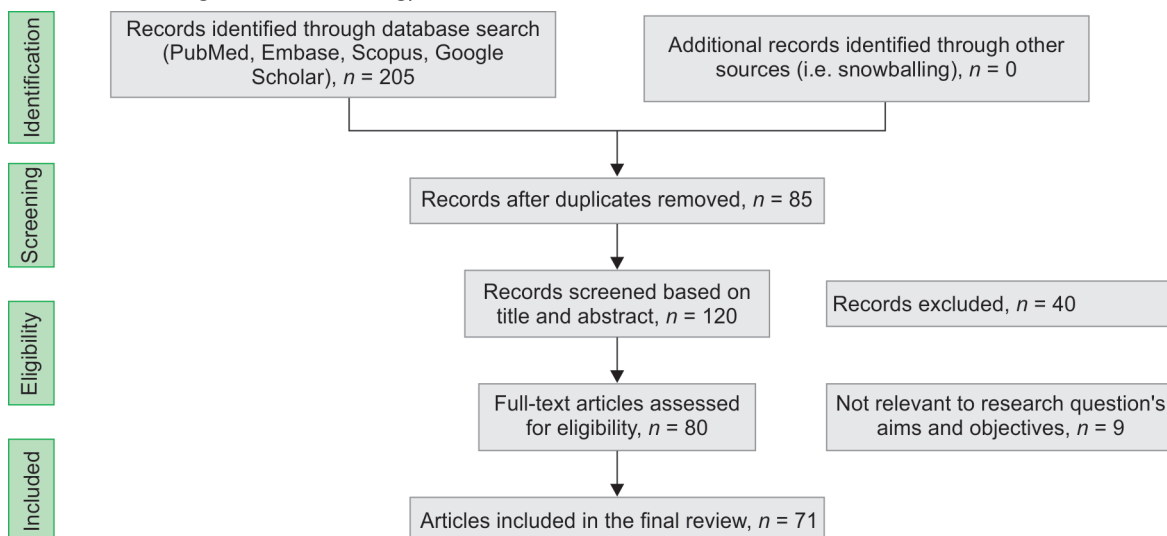 Identification
Records identified through database search
(PubMed, Embase, Scopus, Google
Scholar), n = 205
Additional records identified through other
sources (i.e. snowballing), n = 0
Screening
Records after duplicates removed, n = 85
Records screened based on
title and abstract, n = 120
Eligibility
Records excluded, n = 40
Full-text articles assessed
for eligibility, n = 80
Not relevant to research question's
aims and objectives, n = 9
Included
Articles included in the final review, n = 71